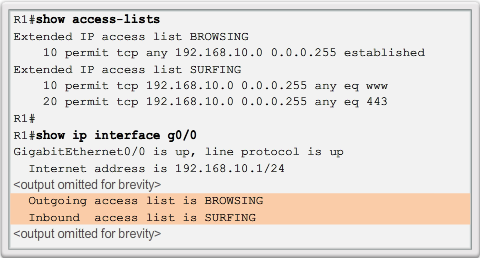 R1#show access-lists
Extended IP access list BROWSING
    10 permit tcp any 192.168.10.0 0.0.0.255 established
Extended IP access list SURFING
    10 permit tcp 192.168.10.0 0.0.0.255 any eq www
    20 permit tcp 192.168.10.0 0.0.0.255 any eq 443
R1#
R1#show ip interface g0/0
GigabitEthernet0/0 is up, line protocol is up
  Internet address is 192.168.10.1/24
<output omitted for brevity>
  Outgoing access list is BROWSING
  Inbound  access list is SURFING
<output omitted for brevity>